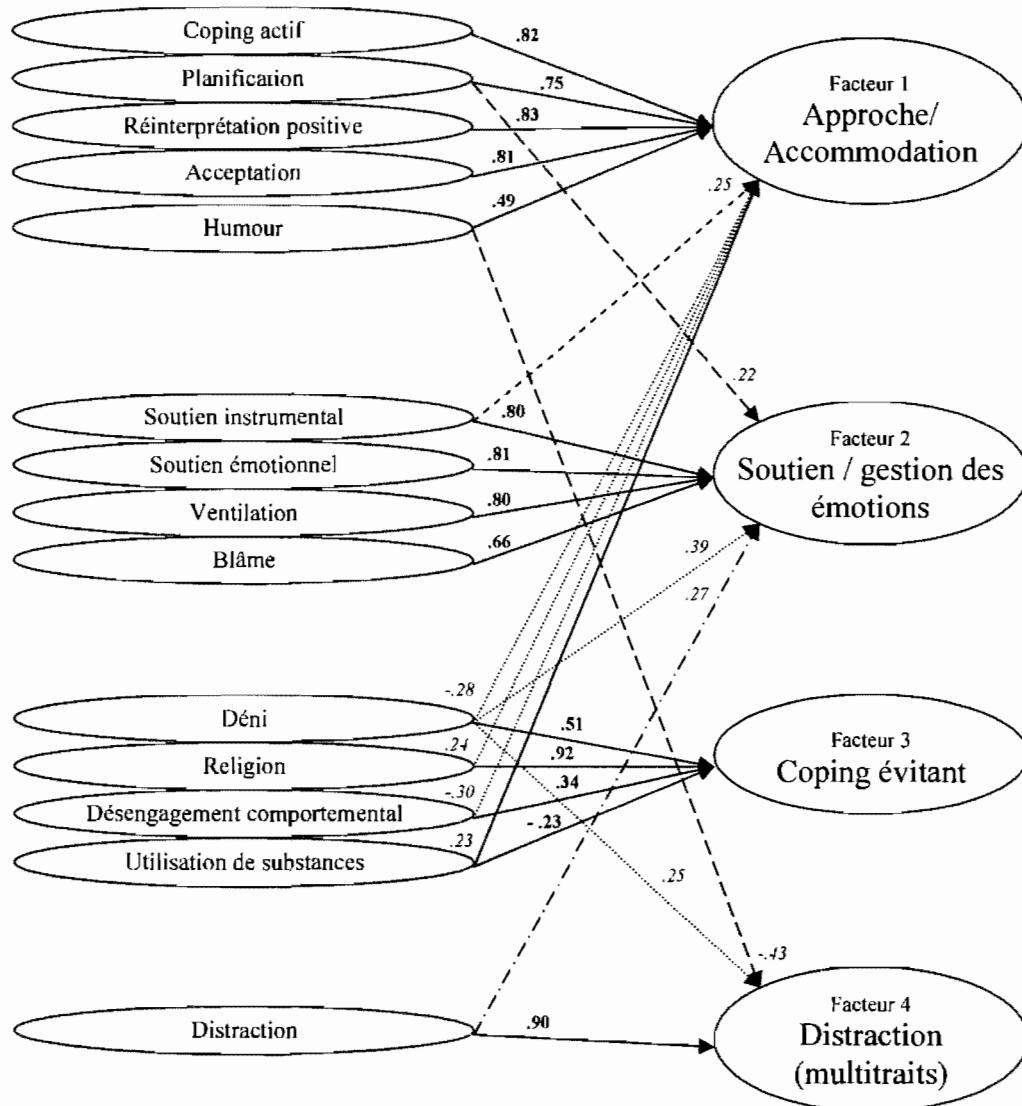 Coping actif
.82
Planification
.75
Réinterprétation positive
.83
Acceptation
.81
Humour
.49
Facteur 1
Approche/
Accommodation
.25
.22
Soutien instrumental
.80
Soutien émotionnel
.81
Ventilation
.80
Blâme
.66
Facteur 2
Soutien / gestion des
émotions
.39
.27
-.28
Déni
.51
.24
Religion
.92
-.30
Désengagement comportemental
.34
.23
Utilisation de substances
-.23
Facteur 3
Coping évitant
.25
-.43
Distraction
.90
Facteur 4
Distraction
(multitraits)